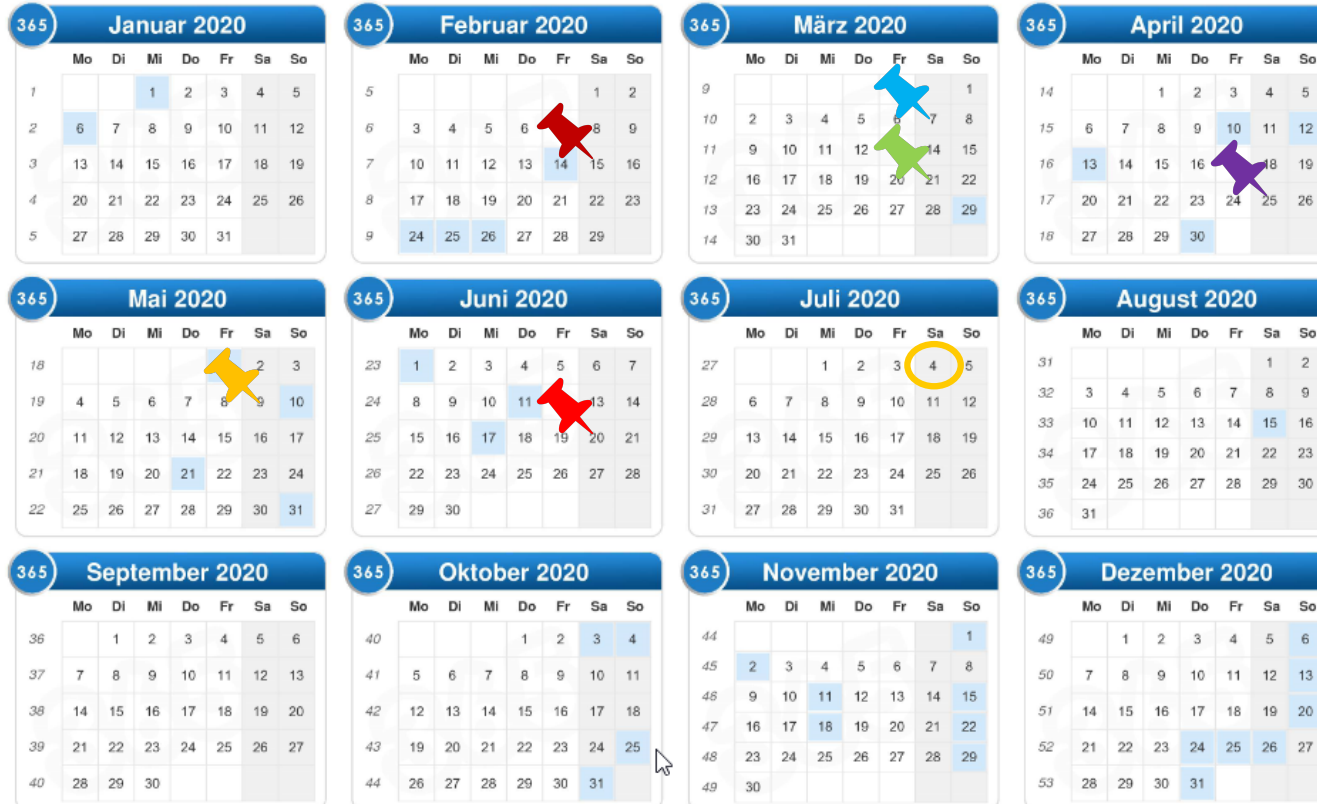 365 Januar 2020
Mo Di Mi Do Fr Sa So
1 1 2 3 4 5
2 6 7 8 9 10 11 12
3 13 14 15 16 17 18 19
4 20 21 22 23 24 25 26
5 27 28 29 30 31
365 Februar 2020
Mo Di Mi Do Fr Sa So
5 1 2
6 3 4 5 6 8 9
7 10 11 12 13 14 15 16
8 17 18 19 20 21 22 23
9 24 25 26 27 28 29
365 März 2020
Mo Di Mi Do Fr Sa So
9 1
10 2 3 4 5 6 7 8
11 9 10 11 12 14 15
12 16 17 18 19 20 21 22
13 23 24 25 26 27 28 29
14 30 31
365 April 2020
Mo Di Mi Do Fr Sa So
14 1 2 3 4 5
15 6 7 8 9 10 11 12
16 13 14 15 16 18 19
17 20 21 22 23 24 25 26
18 27 28 29 30
365 Mai 2020
Mo Di Mi Do Fr Sa So
18 2 3
19 4 5 6 7 8 9 10
20 11 12 13 14 15 16 17
21 18 19 20 21 22 23 24
22 25 26 27 28 29 30 31
365 Juni 2020
Mo Di Mi Do Fr Sa So
23 1 2 3 4 5 6 7
24 8 9 10 11 13 14
25 15 16 17 18 19 20 21
26 22 23 24 25 26 27 28
27 29 30
365 Juli 2020
Mo Di Mi Do Fr Sa So
27 1 2 3 4 5
28 6 7 8 9 10 11 12
29 13 14 15 16 17 18 19
30 20 21 22 23 24 25 26
31 27 28 29 30 31
365 August 2020
Mo Di Mi Do Fr Sa So
31 1 2
32 3 4 5 6 7 8 9
33 10 11 12 13 14 15 16
34 17 18 19 20 21 22 23
35 24 25 26 27 28 29 30
36 31
365 September 2020
Mo Di Mi Do Fr Sa So
36 1 2 3 4 5 6
37 7 8 9 10 11 12 13
38 14 15 16 17 18 19 20
39 21 22 23 24 25 26 27
40 28 29 30
365 Oktober 2020
Mo Di Mi Do Fr Sa So
40 1 2 3 4
41 5 6 7 8 9 10 11
42 12 13 14 15 16 17 18
43 19 20 21 22 23 24 25
44 26 27 28 29 30 31
365 November 2020
Mo Di Mi Do Fr Sa So
44 1
45 2 3 4 5 6 7 8
46 9 10 11 12 13 14 15
47 16 17 18 19 20 21 22
48 23 24 25 26 27 28 29
49 30
365 Dezember 2020
Mo Di Mi Do Fr Sa So
49 1 2 3 4 5 6
50 7 8 9 10 11 12 13
51 14 15 16 17 18 19 20
52 21 22 23 24 25 26 27
53 28 29 30 31